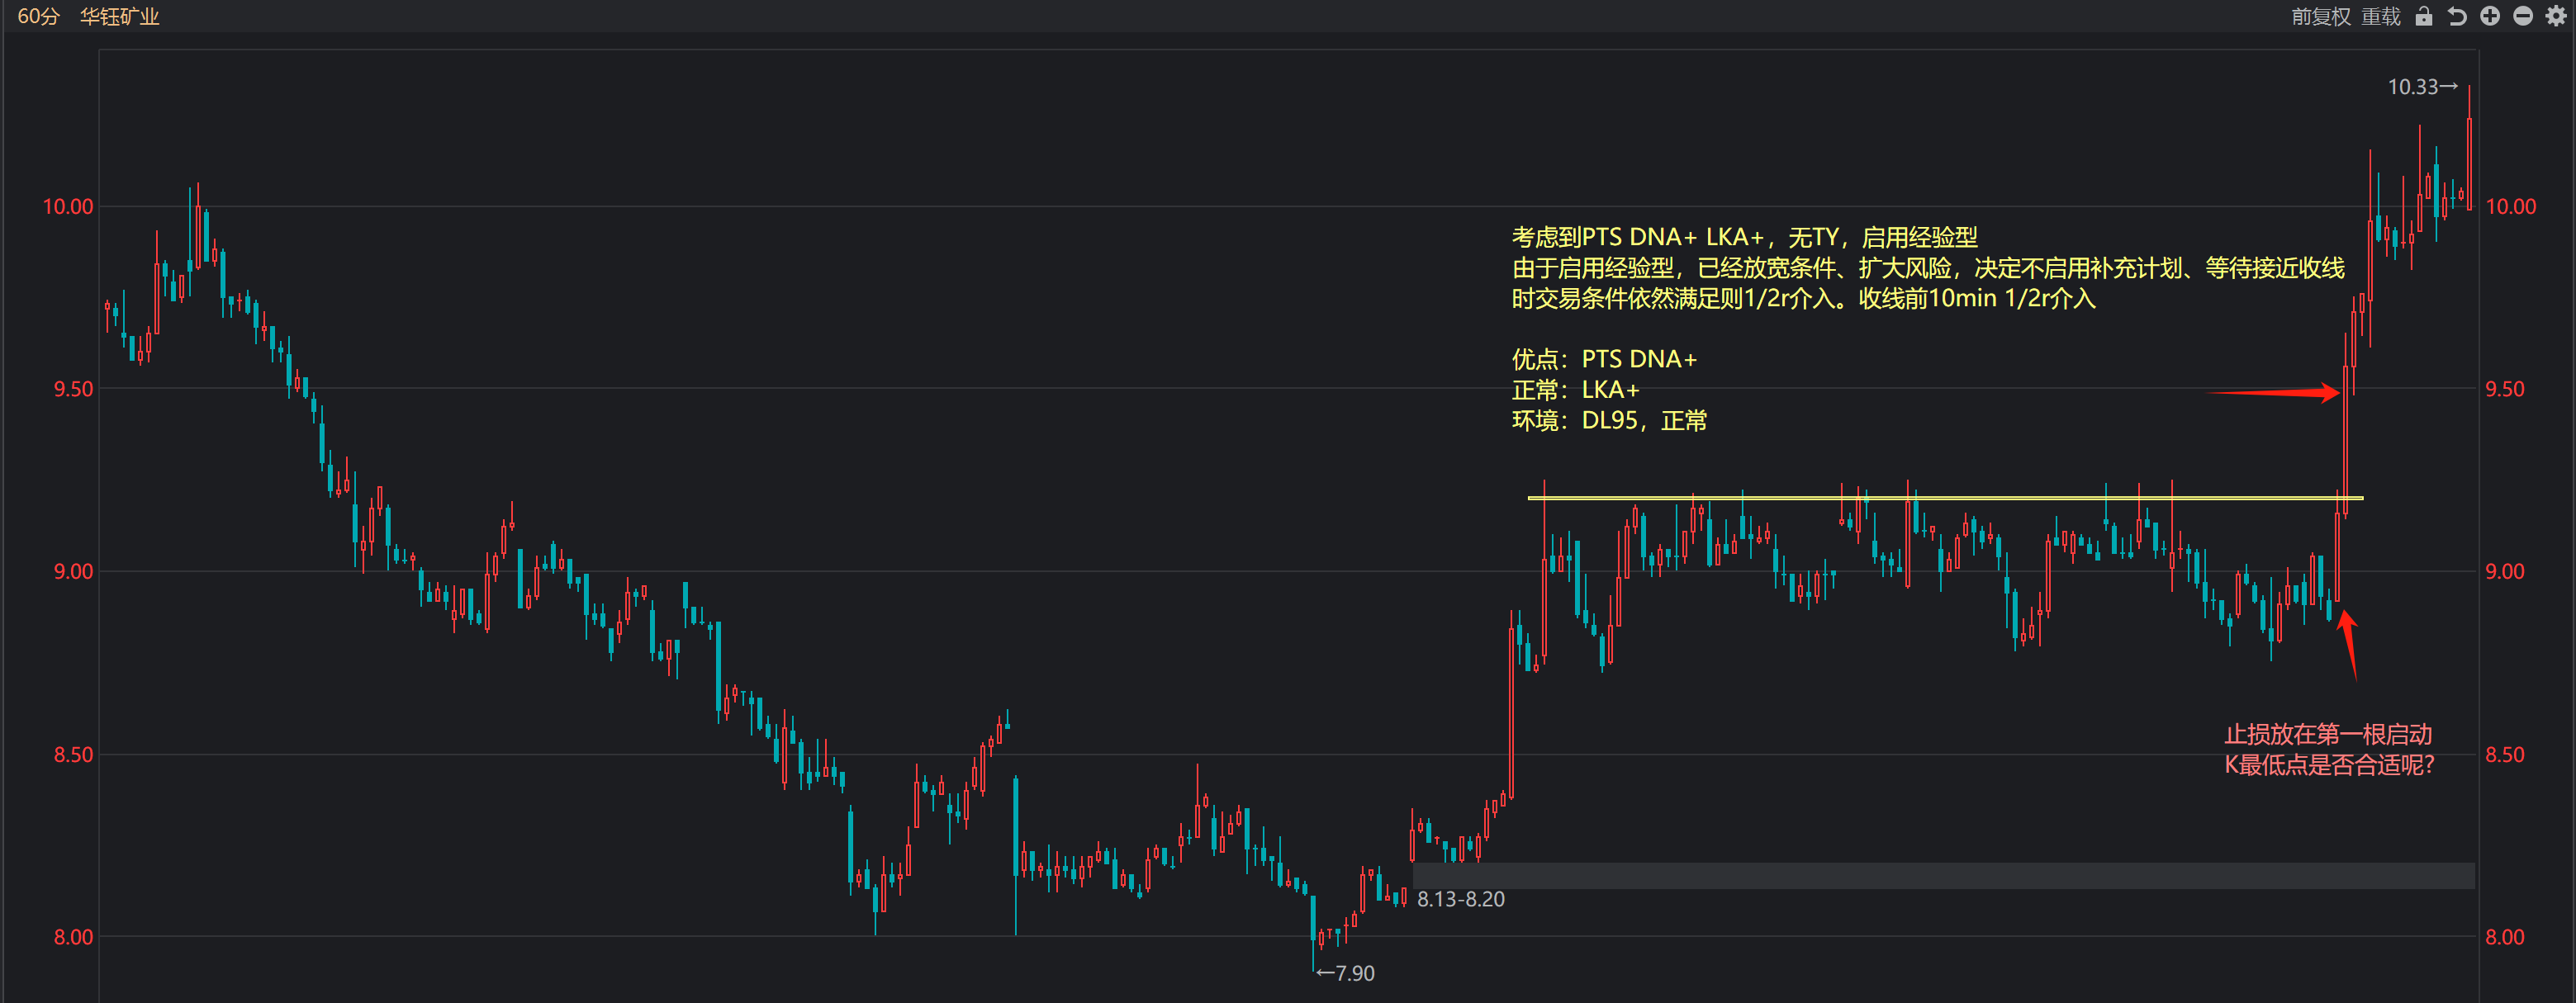 60分 华钰矿业 前复权 重载
10.33→
10.00 10.00
考虑到PTS DNA+ LKA+，无TY，启用经验型
由于启用经验型，已经放宽条件、扩大风险，决定不启用补充计划、等待接近收线
时交易条件依然满足则1/2r介入。收线前10min 1/2r介入
优点：PTS DNA+
9.50 9.50
正常：LKA+
环境：DL95，正常
9.00 9.00
止损放在第一根启动
8.50 8.50
K最低点是否合适呢?
8.13-8.20
8.00 8.00
←7.90